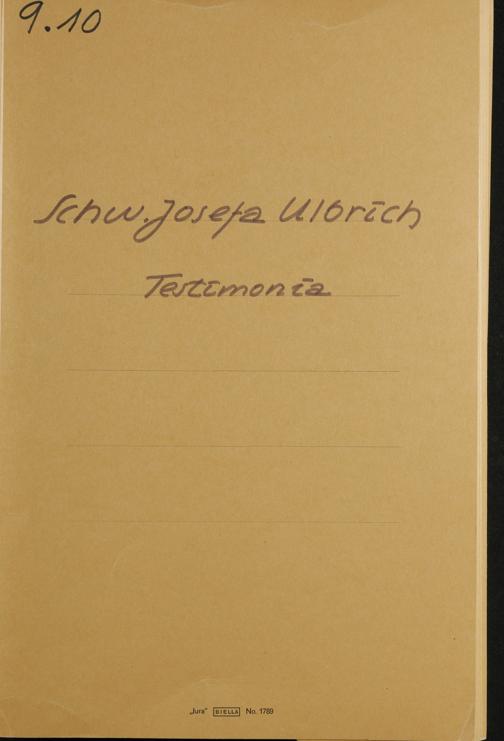 9.10
Schw. Josefa Ulbrich
Testimonia
„Jura" BIELLA No. 1789